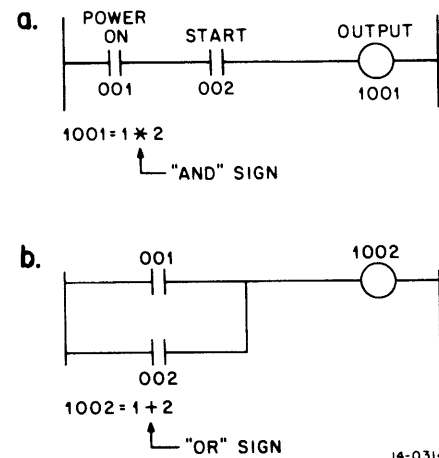 a.
POWER
ON
START
OUTPUT
001
002
1001
1001=1*2
"AND" SIGN
b.
001
1002
002
1002=1+2
"OR" SIGN